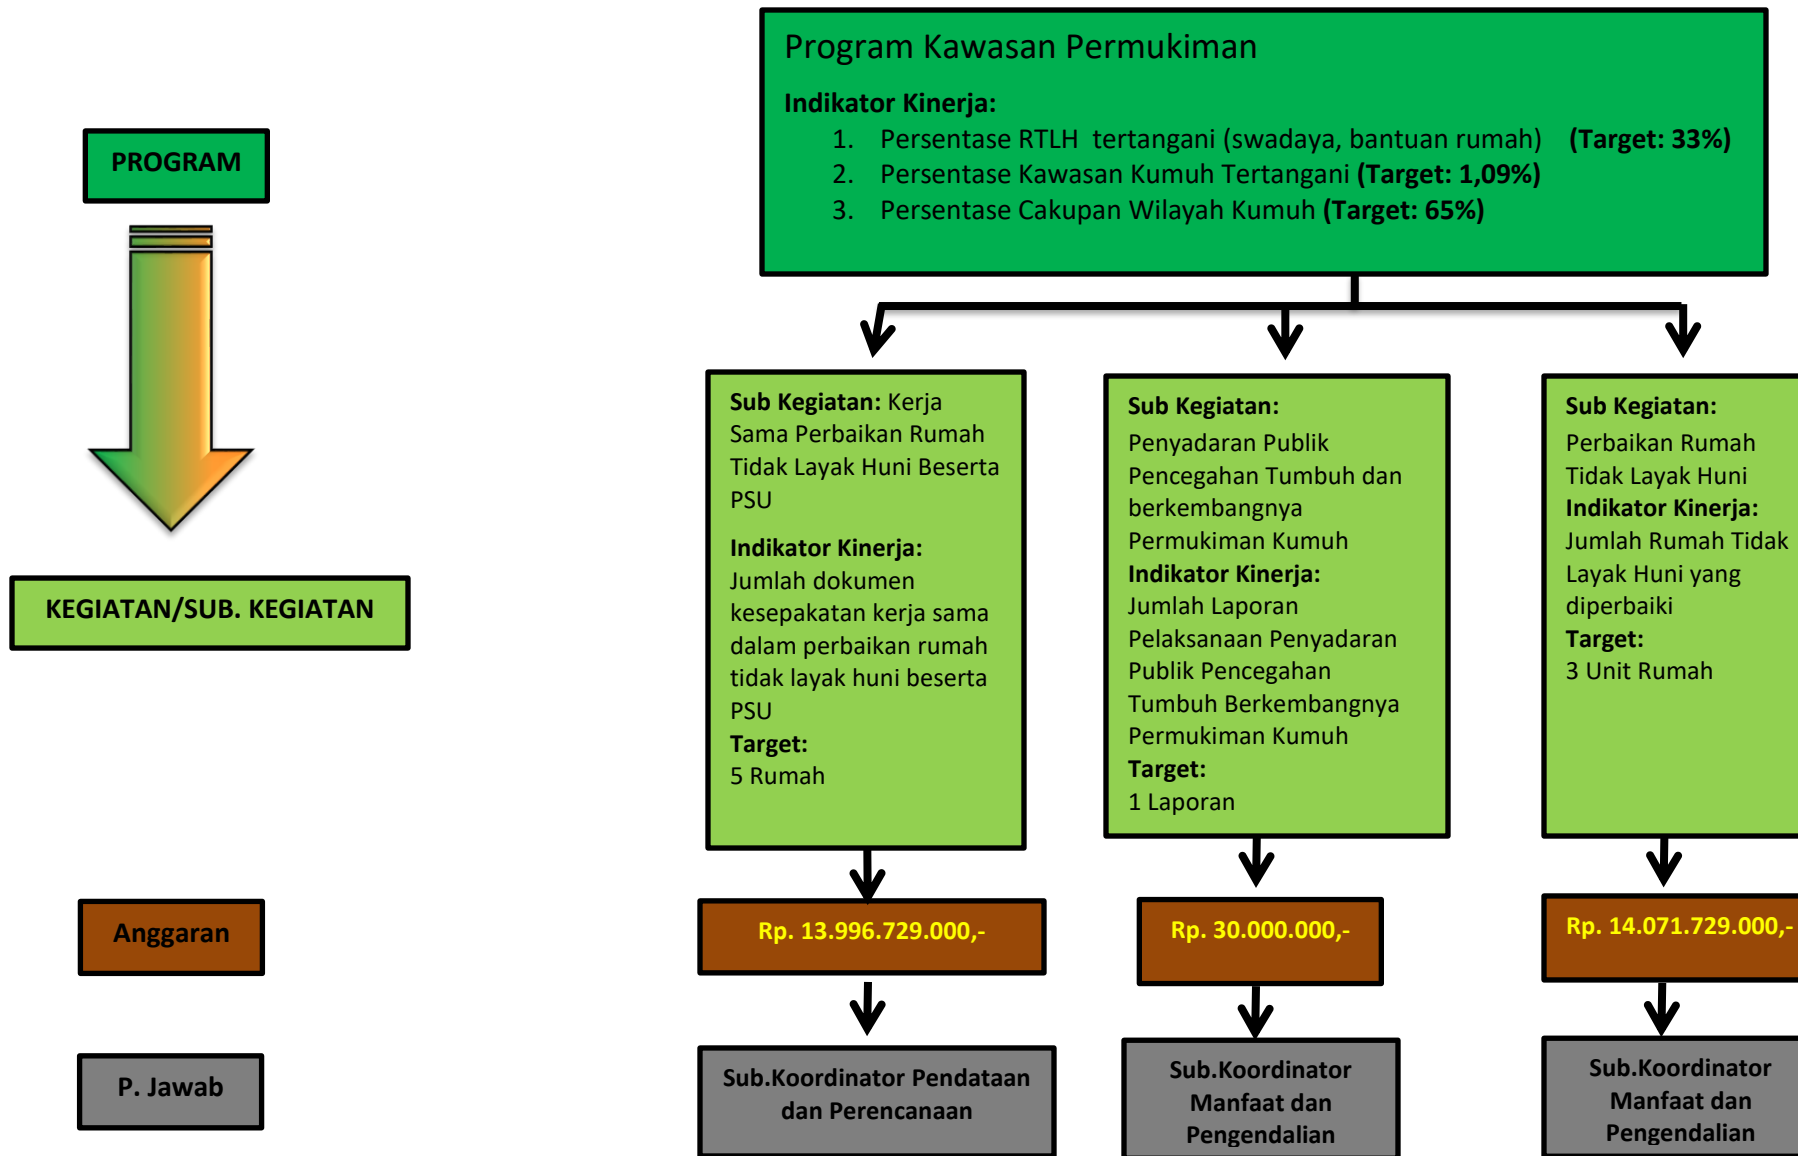 Program Kawasan Permukiman
Indikator Kinerja:
1. Persentase RTLH tertangani (swadaya, bantuan rumah) (Target: 33%)
2. Persentase Kawasan Kumuh Tertangani (Target: 1,09%)
3. Persentase Cakupan Wilayah Kumuh (Target: 65%)
PROGRAM
KEGIATAN/SUB. KEGIATAN
Sub Kegiatan: Kerja
Sama Perbaikan Rumah
Tidak Layak Huni Beserta
PSU
Indikator Kinerja:
Jumlah dokumen
kesepakatan kerja sama
dalam perbaikan rumah
tidak layak huni beserta
PSU
Target:
5 Rumah
Sub Kegiatan:
Penyadaran Publik
Pencegahan Tumbuh dan
berkembangnya
Permukiman Kumuh
Indikator Kinerja:
Jumlah Laporan
Pelaksanaan Penyadaran
Publik Pencegahan
Tumbuh Berkembangnya
Permukiman Kumuh
Target:
1 Laporan
Sub Kegiatan:
Perbaikan Rumah
Tidak Layak Huni
Indikator Kinerja:
Jumlah Rumah Tidak
Layak Huni yang
diperbaiki
Target:
3 Unit Rumah
Anggaran
Rp. 13.996.729.000,-
Rp. 30.000.000,-
Rp. 14.071.729.000,-
P. Jawab
Sub.Koordinator Pendataan
dan Perencanaan
Sub.Koordinator
Manfaat dan
Pengendalian
Sub.Koordinator
Manfaat dan
Pengendalian